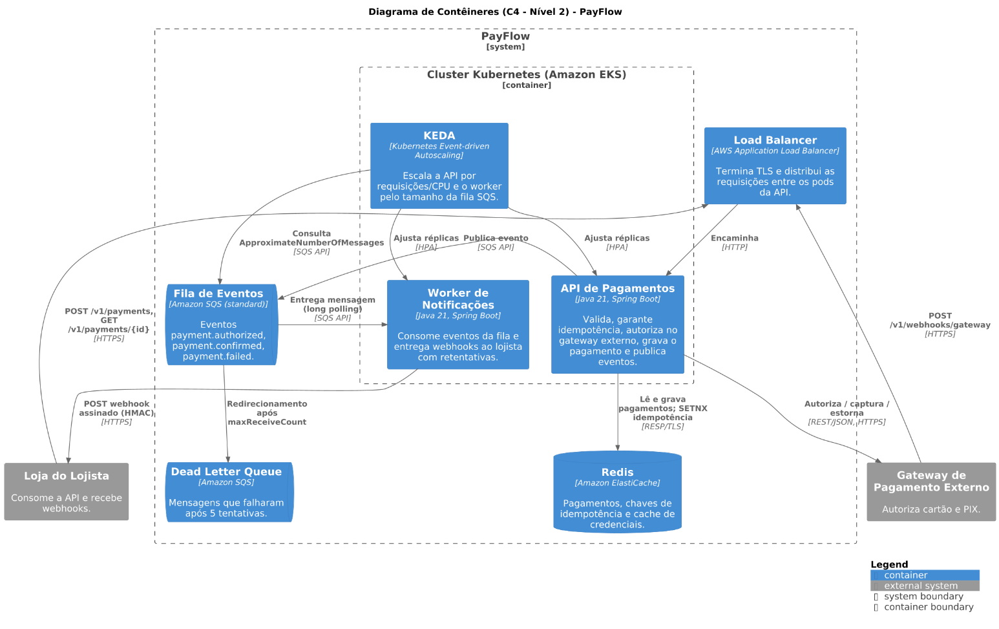 Diagrama de Contêineres (C4 - Nível 2) - PayFlow
PayFlow
[system]
Cluster Kubernetes (Amazon EKS)
[container]
KEDA
[Kubernetes Event-driven
Autoscaling]
Escala a API por
requisições/CPU e o worker
pelo tamanho da fila SQS.
Load Balancer
[AWS Application Load Balancer]
Termina TLS e distribui as
requisições entre os pods
da API.
Consulta
ApproximateNumberOfMessages
[SQS API]
Ajusta réplicas
[HPA]
Publica evento
[SQS API]
Ajusta réplicas
[HPA]
Encaminha
[HTTP]
Fila de Eventos
[Amazon SQS (standard)]
Eventos
payment.authorized,
payment.confirmed,
payment.failed.
Entrega mensagem
(long polling)
[SQS API]
Worker de
Notificações
[Java 21, Spring Boot]
Consome eventos da fila e
entrega webhooks ao lojista
com retentativas.
API de Pagamentos
[Java 21, Spring Boot]
Valida, garante
idempotência, autoriza no
gateway externo, grava o
pagamento e publica
eventos.
POST /v1/payments,
GET
/v1/payments/{id}
[HTTPS]
POST
/v1/webhooks/gateway
[HTTPS]
POST webhook
assinado (HMAC)
[HTTPS]
Redirecionamento
após
maxReceiveCount
Lê e grava
pagamentos; SETNX
idempotência
[RESP/TLS]
Autoriza / captura /
estorna
[REST/JSON, HTTPS]
Loja do Lojista
Consome a API e recebe
webhooks.
Dead Letter Queue
[Amazon SQS]
Mensagens que falharam
após 5 tentativas.
Redis
[Amazon ElastiCache]
Pagamentos, chaves de
idempotência e cache de
credenciais.
Gateway de
Pagamento Externo
Autoriza cartão e PIX.
Legend
container
external system
system boundary
container boundary